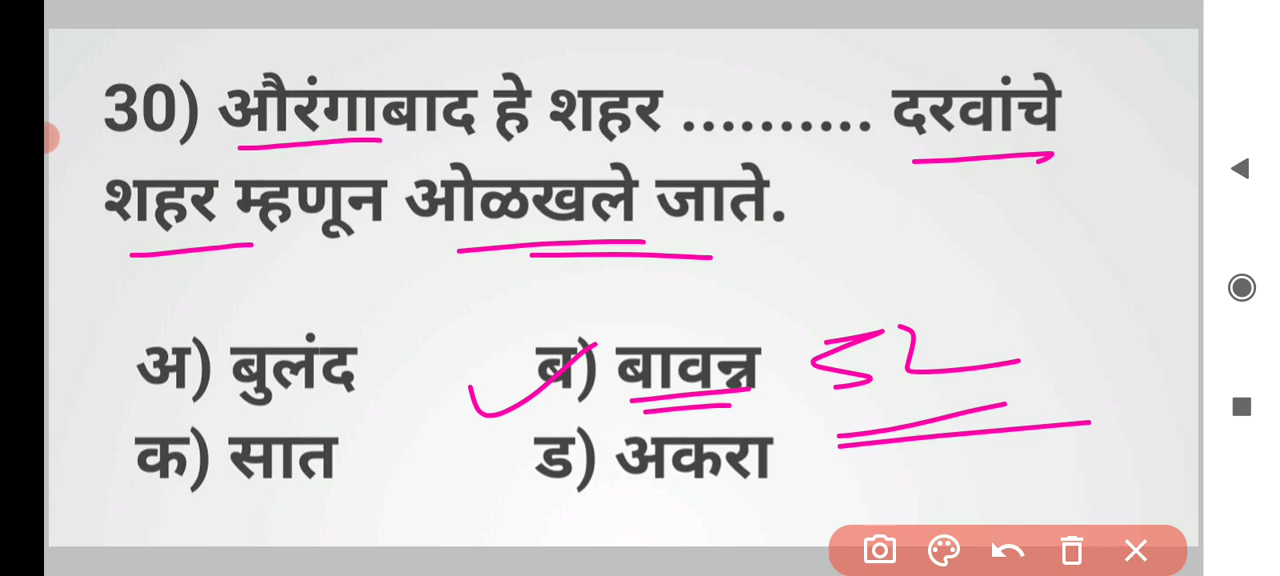 30) औरंगाबाद हे शहर .......... दरवांचे
शहर म्हणून ओळखले जाते.
अ) बुलंद ब) बावन्न 52
क) सात ड) अकरा